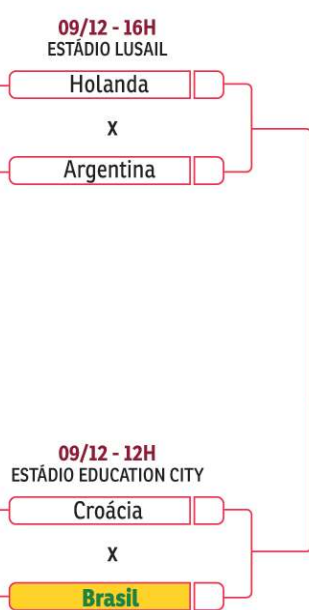 09/12 - 16H
ESTÁDIO LUSAIL
Holanda
X
Argentina
09/12 - 12H
ESTÁDIO EDUCATION CITY
Croácia
X
Brasil